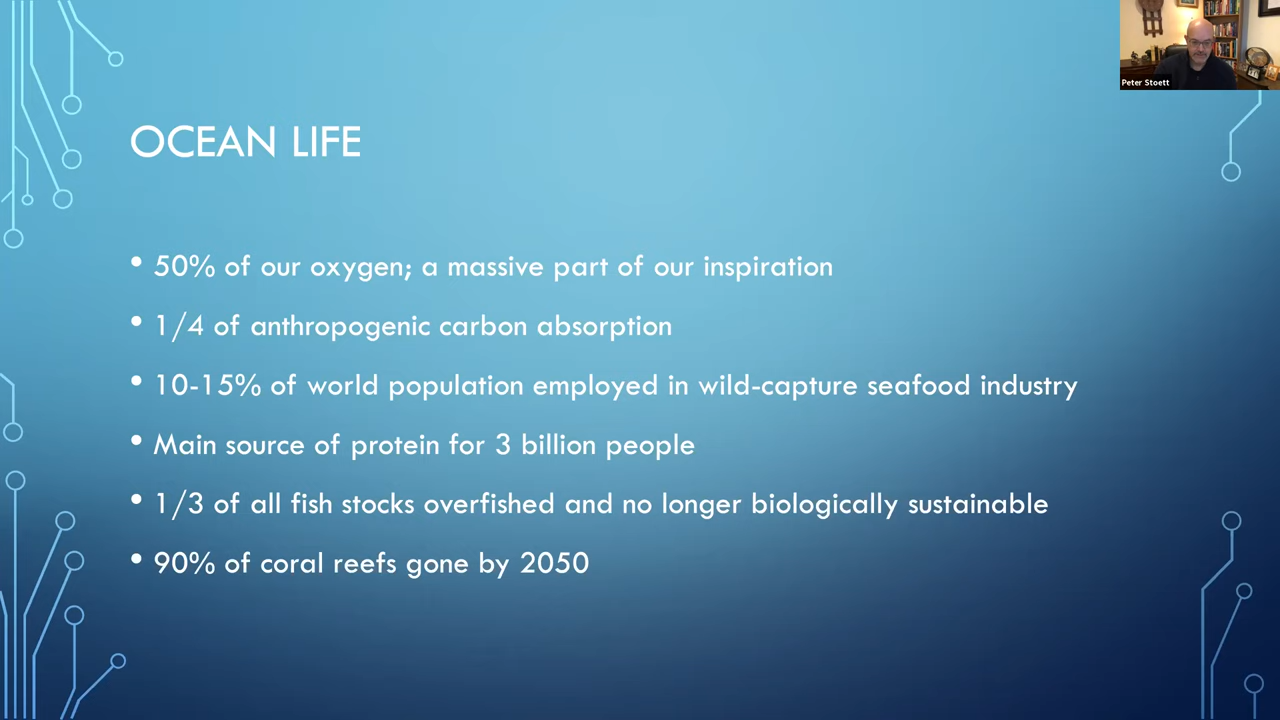 Peter Stoett
OCEAN LIFE
• 50% of our oxygen; a massive part of our inspiration
• 1/4 of anthropogenic carbon absorption
• 10-15% of world population employed in wild-capture seafood industry
• Main source of protein for 3 billion people
• 1/3 of all fish stocks overfished and no longer biologically sustainable
• 90% of coral reefs gone by 2050